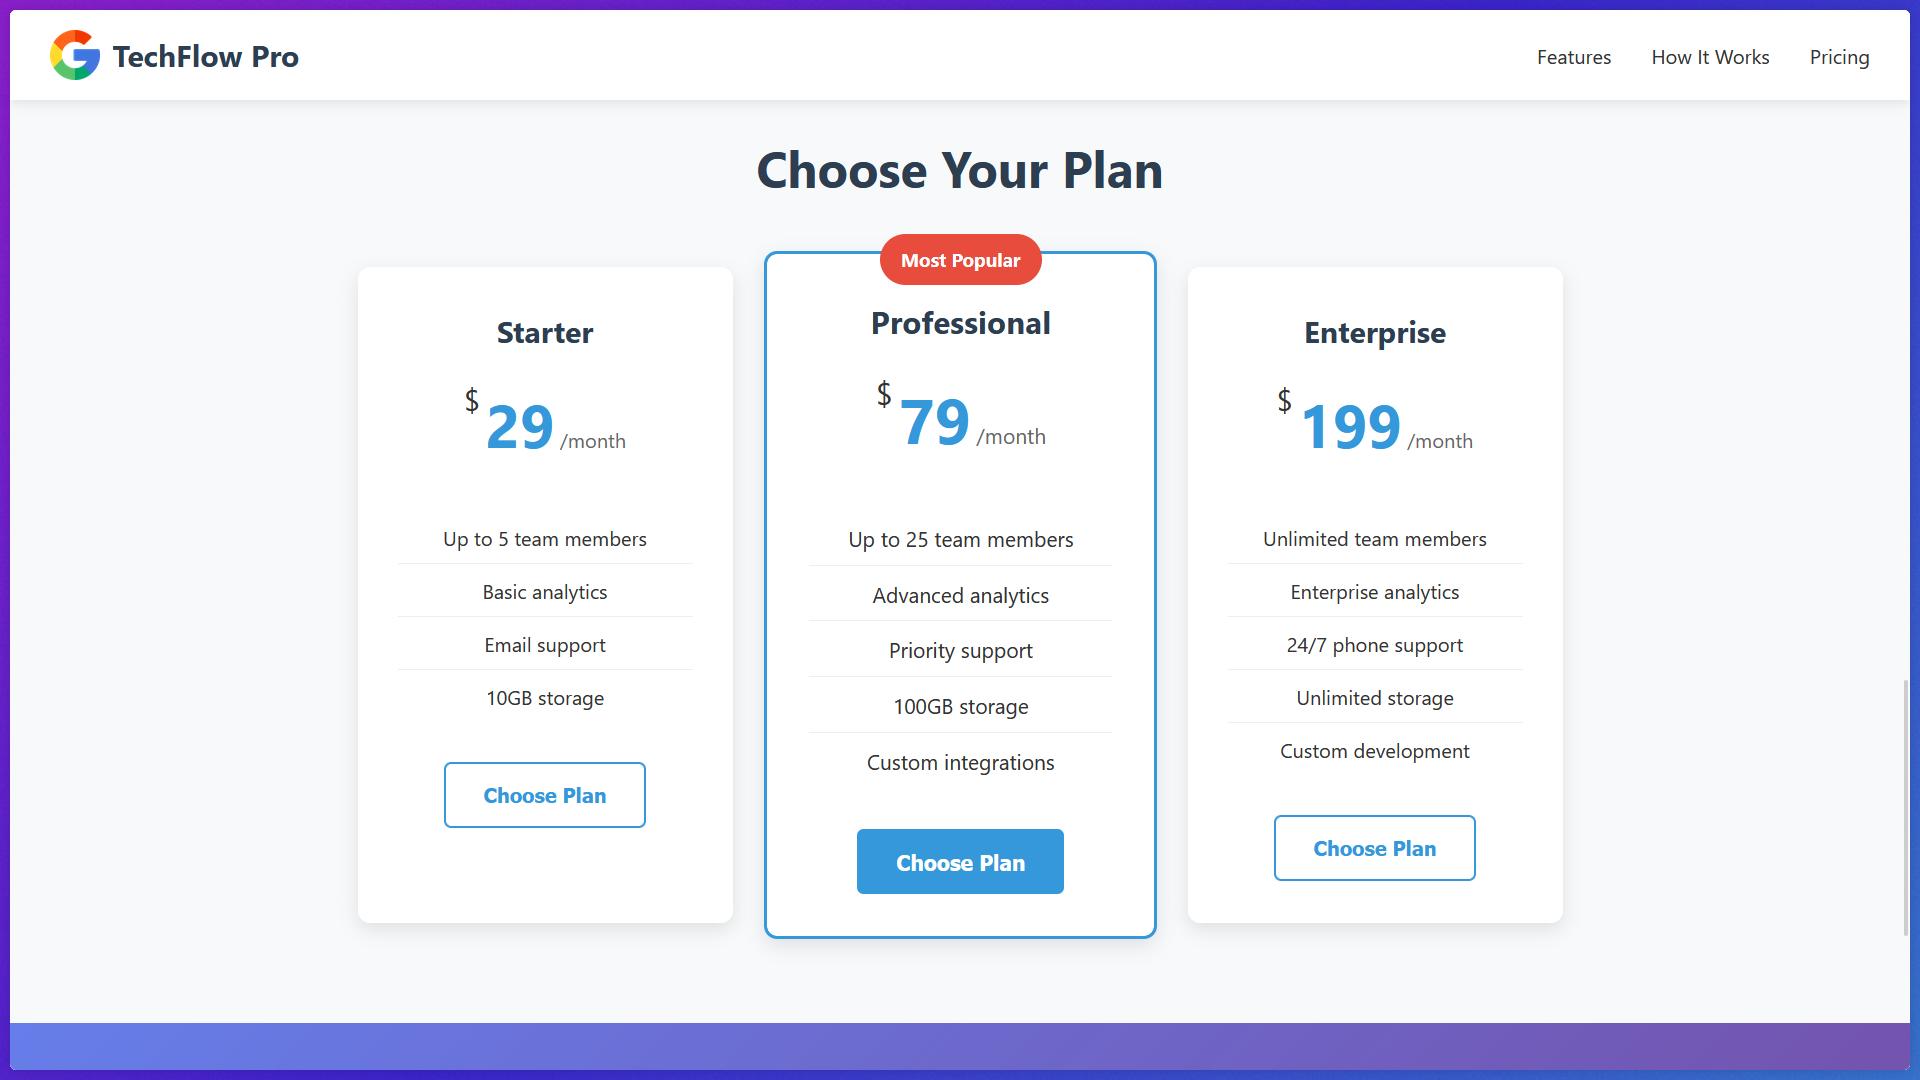 TechFlow Pro
Features
How It Works
Pricing
Choose Your Plan
Starter
$29/month
Up to 5 team members
Basic analytics
Email support
10GB storage
Choose Plan
Most Popular
Professional
$79/month
Up to 25 team members
Advanced analytics
Priority support
100GB storage
Custom integrations
Choose Plan
Enterprise
$199/month
Unlimited team members
Enterprise analytics
24/7 phone support
Unlimited storage
Custom development
Choose Plan